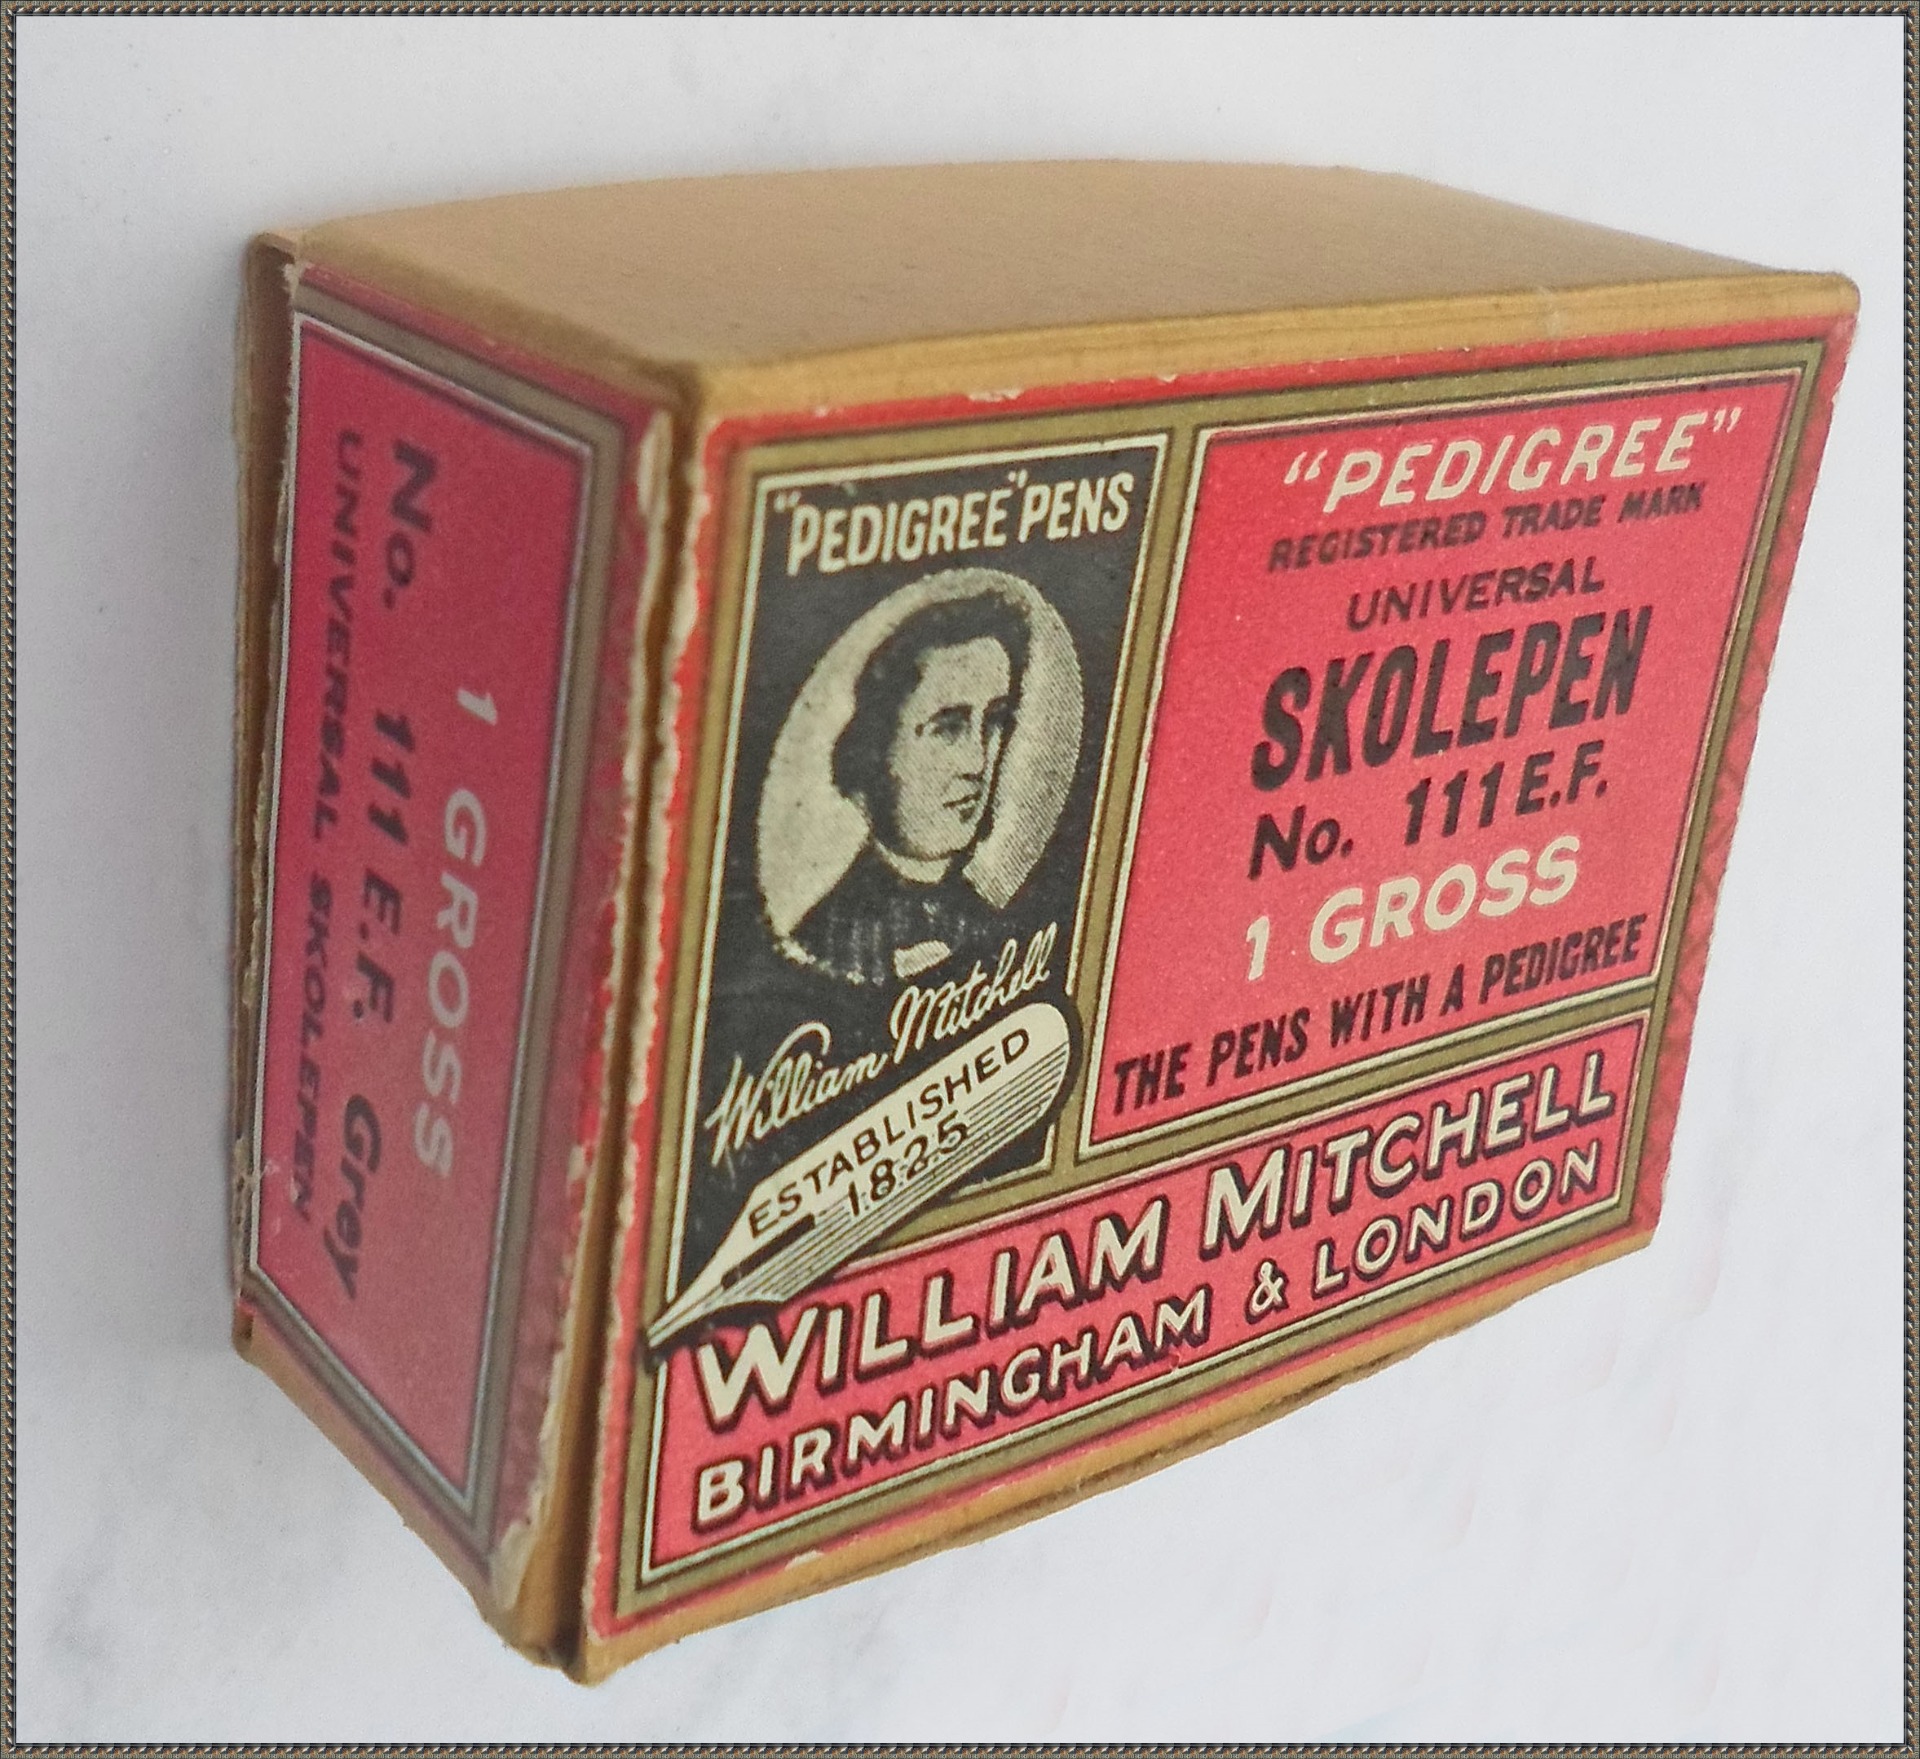 "PEDIGREE" PENS
William Mitchell
ESTABLISHED
1825
"PEDIGREE"
REGISTERED TRADE MARK
UNIVERSAL
SKOLEPEN
No. 111 E.F.
1 GROSS
THE PENS WITH A PEDIGREE
WILLIAM MITCHELL
BIRMINGHAM & LONDON
1 GROSS
No. 111 E.F. Grey
UNIVERSAL SKOLEPEN